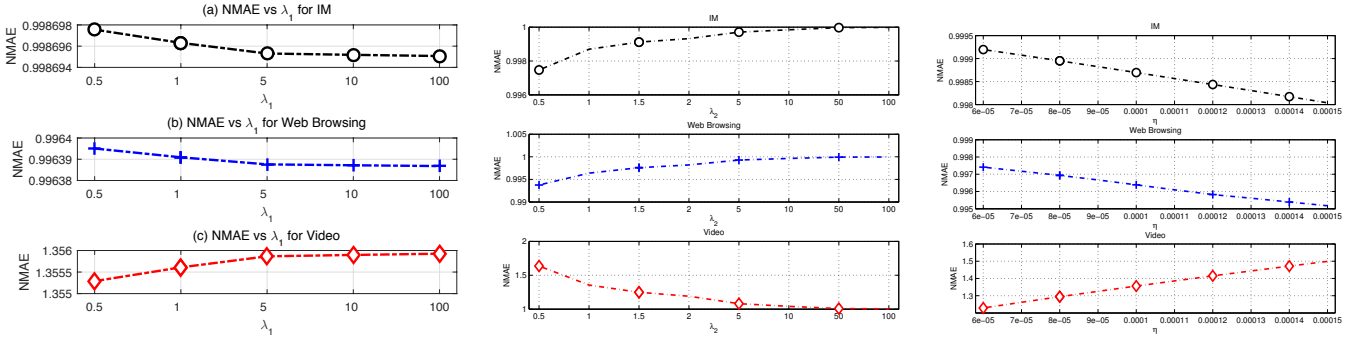 (a) NMAE vs λ1 for IM
NMAE
0.998698
0.998696
0.998694
0.5 1 5 10 100
λ1
(b) NMAE vs λ1 for Web Browsing
NMAE
0.9964
0.99639
0.99638
0.5 1 5 10 100
λ1
(c) NMAE vs λ1 for Video
NMAE
1.356
1.3555
1.355
0.5 1 5 10 100
λ1
IM
NMAE
1
0.998
0.996
0.5 1 1.5 2 5 10 50 100
λ2
Web Browsing
NMAE
1.005
1
0.995
0.99
0.5 1 1.5 2 5 10 50 100
λ2
Video
NMAE
2
1.5
1
0.5 1 1.5 2 5 10 50 100
λ2
IM
NMAE
0.9995
0.999
0.9985
0.998
6e-05 7e-05 8e-05 9e-05 0.0001 0.00011 0.00012 0.00013 0.00014 0.00015
η
Web Browsing
NMAE
0.999
0.998
0.997
0.996
0.995
6e-05 7e-05 8e-05 9e-05 0.0001 0.00011 0.00012 0.00013 0.00014 0.00015
η
Video
NMAE
1.6
1.5
1.4
1.3
6e-05 7e-05 8e-05 9e-05 0.0001 0.00011 0.00012 0.00013 0.00014 0.00015
η